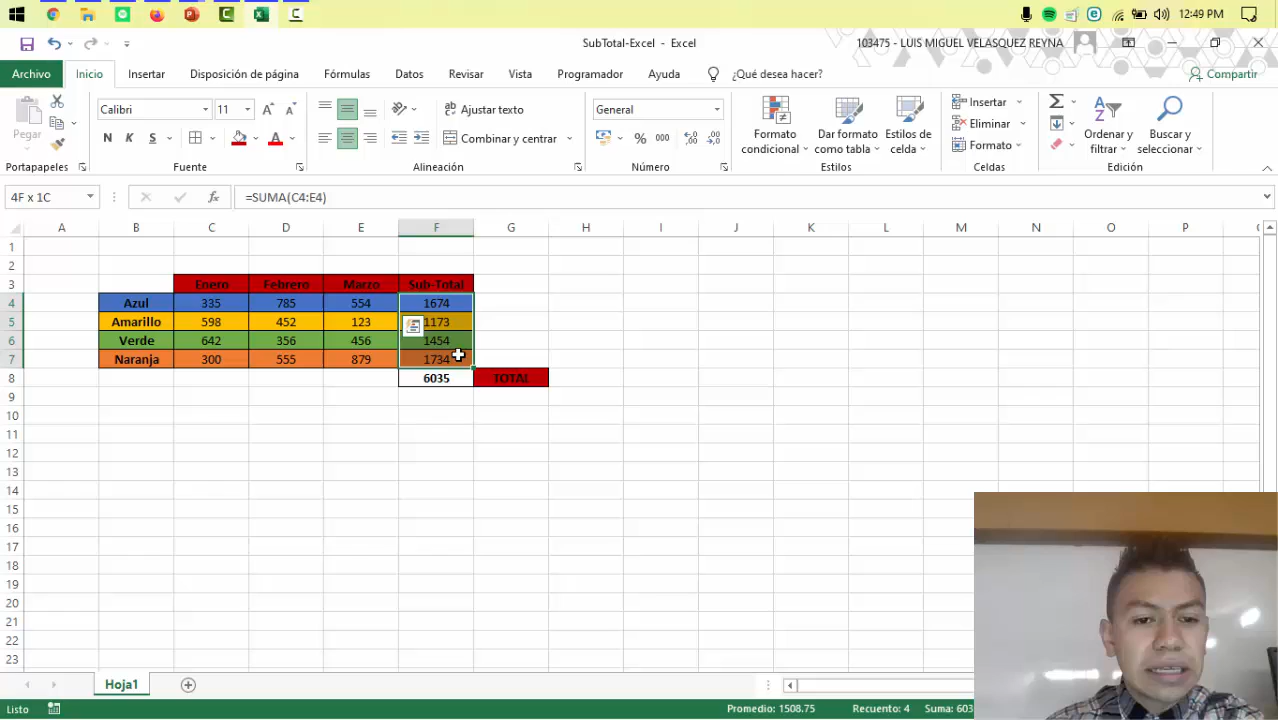 12:49 PM
SubTotal-Excel - Excel
103475 - LUIS MIGUEL VELASQUEZ REYNA
Archivo Inicio Insertar Disposición de página Fórmulas Datos Revisar Vista Programador Ayuda ¿Qué desea hacer? Compartir
Pegar
Calibri 11
N K S
Ajustar texto
Combinar y centrar
General
% 000
Formato condicional
Dar formato como tabla
Estilos de celda
Insertar
Eliminar
Formato
Ordenar y filtrar
Buscar y seleccionar
Portapapeles Fuente Alineación Número Estilos Celdas Edición
4F x 1C fx =SUMA(C4:E4)
A B C D E F G H I J K L M N O P
1
2
3 Enero Febrero Marzo Sub-Total
4 Azul 335 785 554 1674
5 Amarillo 598 452 123 1173
6 Verde 642 356 456 1454
7 Naranja 300 555 879 1734
8 6035 TOTAL
9
10
11
12
13
14
15
16
17
18
19
20
21
22
23
Hoja1
Listo Promedio: 1508.75 Recuento: 4 Suma: 603